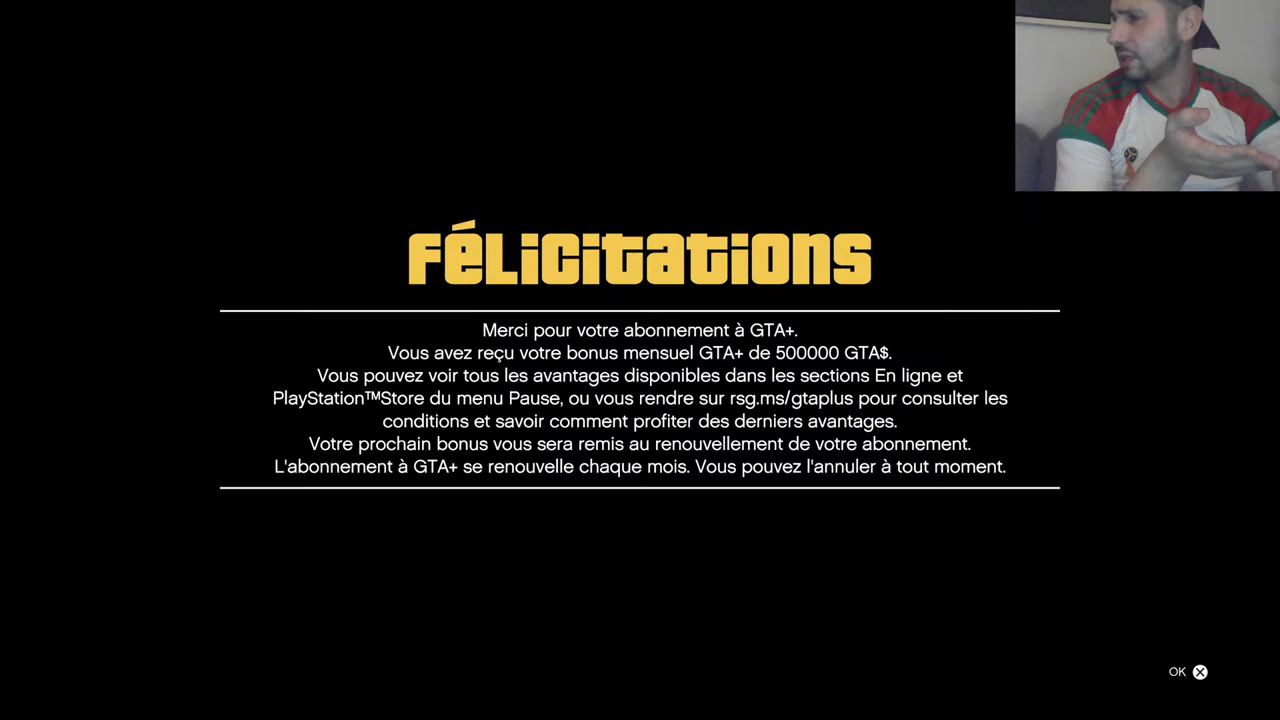 Félicitations
Merci pour votre abonnement à GTA+.
Vous avez reçu votre bonus mensuel GTA+ de 500000 GTA$.
Vous pouvez voir tous les avantages disponibles dans les sections En ligne et
PlayStation™Store du menu Pause, ou vous rendre sur rsg.ms/gtaplus pour consulter les
conditions et savoir comment profiter des derniers avantages.
Votre prochain bonus vous sera remis au renouvellement de votre abonnement.
L'abonnement à GTA+ se renouvelle chaque mois. Vous pouvez l'annuler à tout moment.
OK